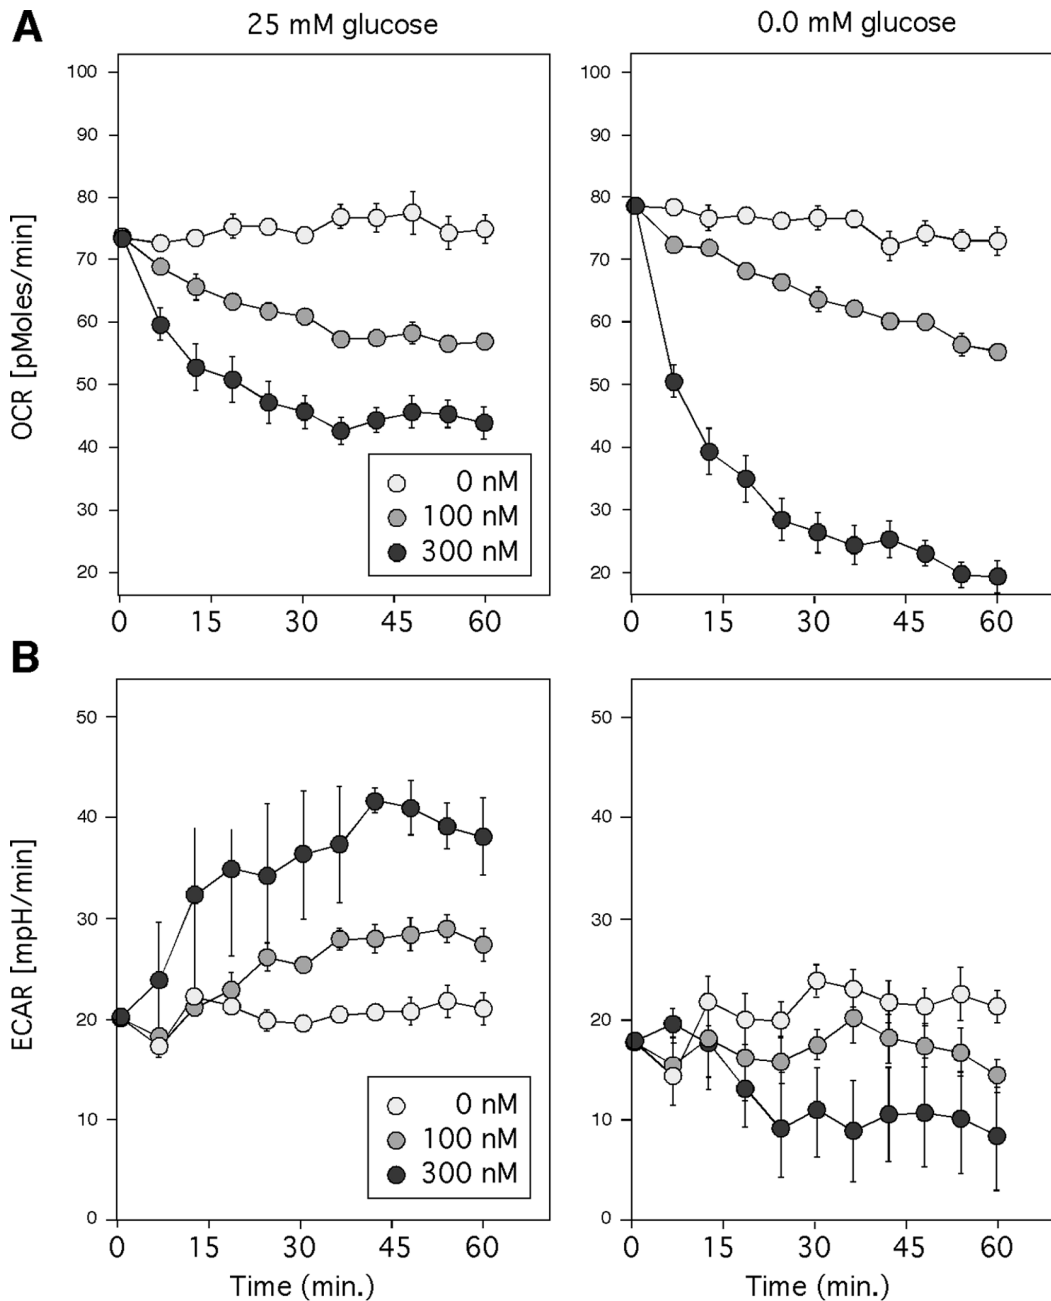 A
25 mM glucose
0.0 mM glucose
OCR [pMoles/min]
100
90
80
70
60
50
40
30
20
0 nM
100 nM
300 nM
0 15 30 45 60
100
90
80
70
60
50
40
30
20
0 15 30 45 60
B
ECAR [mpH/min]
50
40
30
20
10
0
0 nM
100 nM
300 nM
0 15 30 45 60
Time (min.)
50
40
30
20
10
0
0 15 30 45 60
Time (min.)